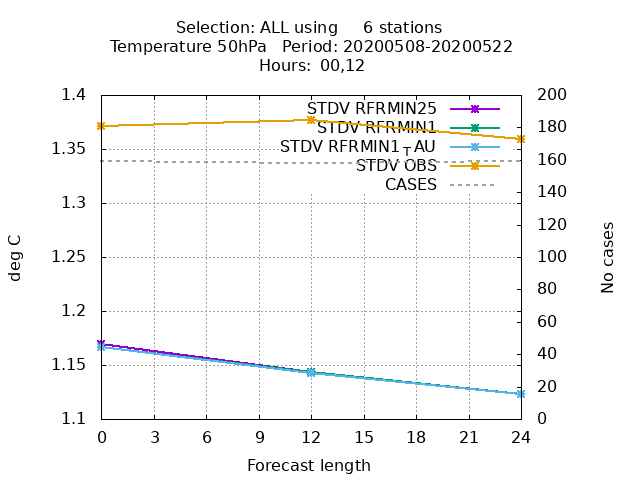 Selection: ALL using     6 stations
Temperature 50hPa   Period: 20200508-20200522
Hours: 00,12
STDV RFRMIN25
STDV RFRMIN1
STDV RFRMIN1┬AU
STDV OBS
CASES
1.4
1.35
1.3
1.25
1.2
1.15
1.1
200
180
160
140
120
100
80
60
40
20
0
deg C
No cases
0 3 6 9 12 15 18 21 24
Forecast length